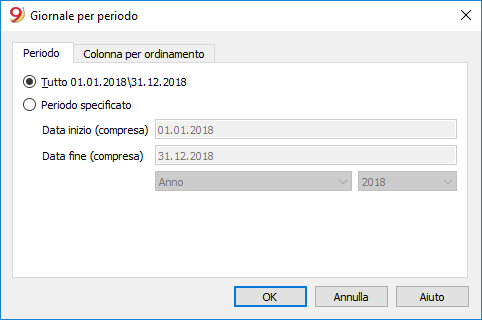 9 Giornale per periodo
Periodo Colonna per ordinamento
Tutto 01.01.2018\31.12.2018
Periodo specificato
Data inizio (compresa) 01.01.2018
Data fine (compresa) 31.12.2018
Anno 2018
OK Annulla Aiuto